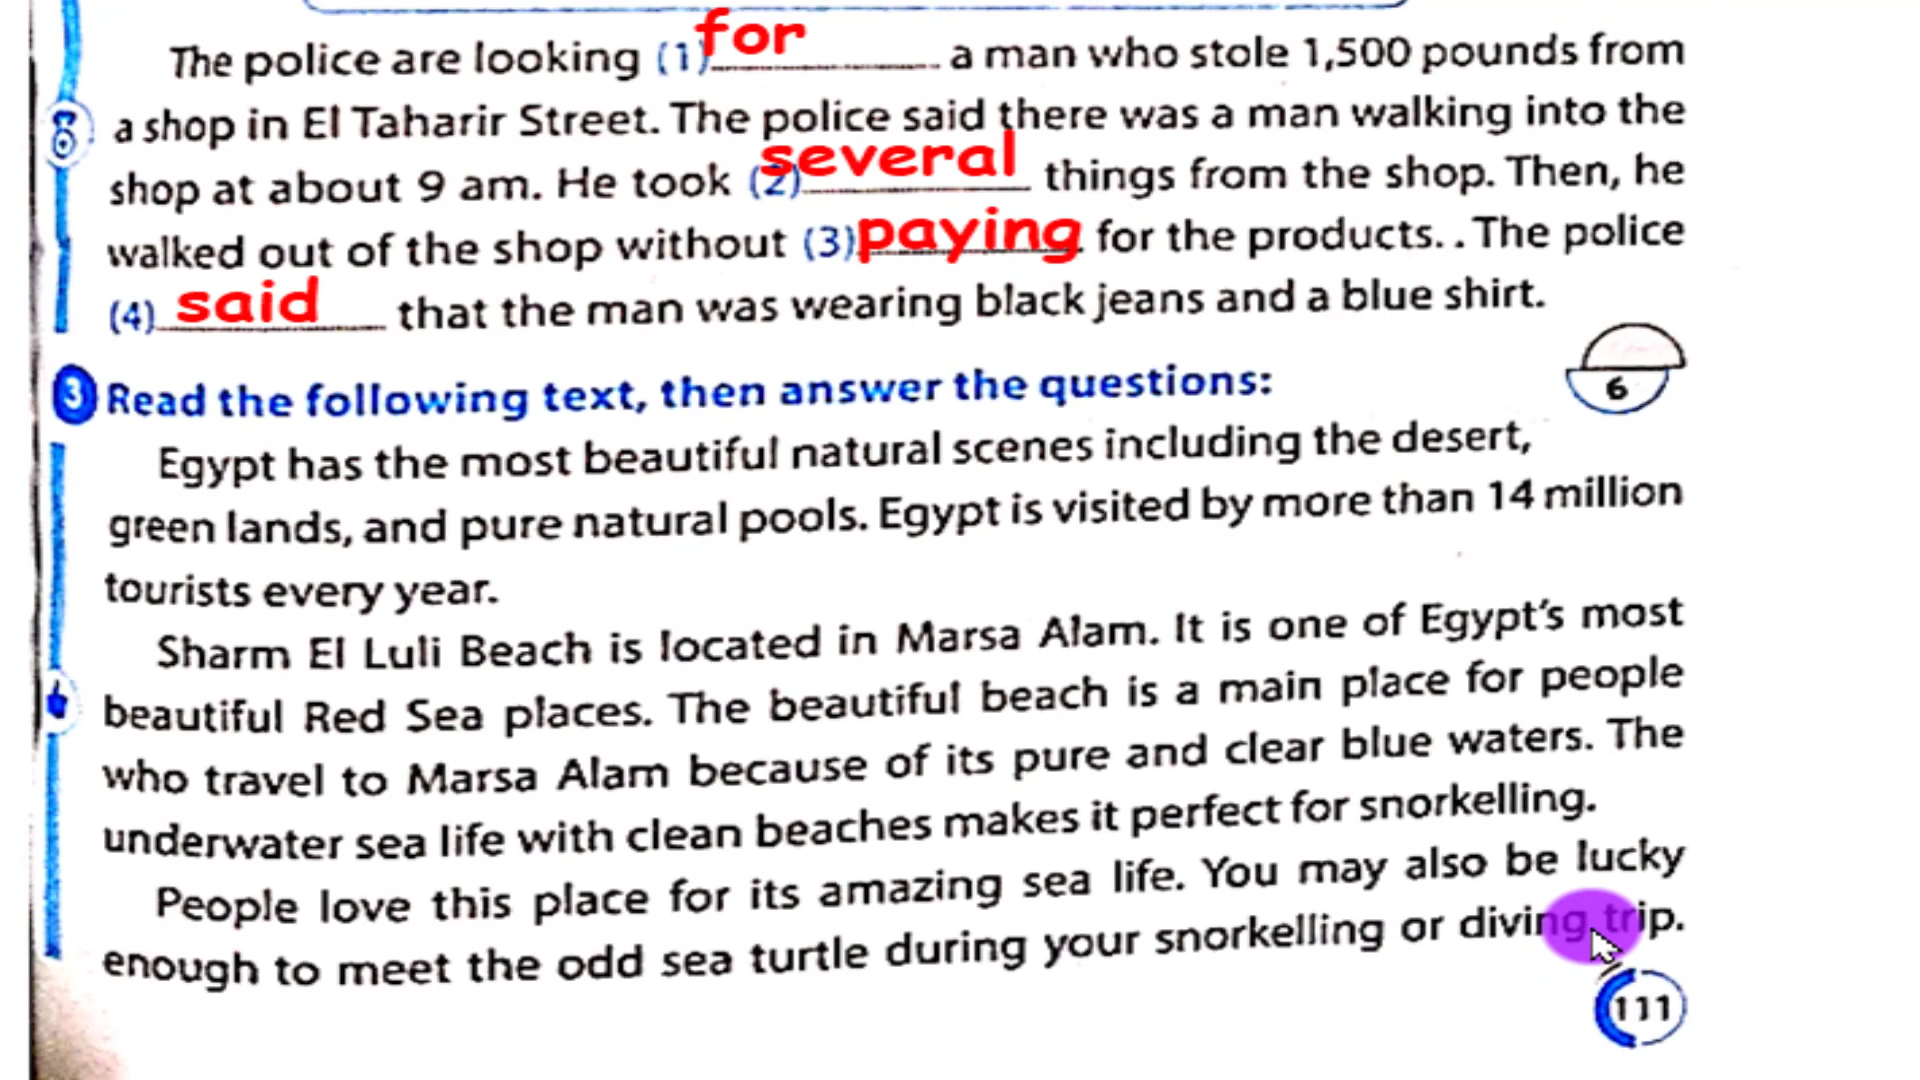 The police are looking (1) for a man who stole 1,500 pounds from
a shop in El Taharir Street. The police said there was a man walking into the
shop at about 9 am. He took (2) several things from the shop. Then, he
walked out of the shop without (3) paying for the products. . The police
(4) said that the man was wearing black jeans and a blue shirt.
6
3 Read the following text, then answer the questions:
Egypt has the most beautiful natural scenes including the desert,
green lands, and pure natural pools. Egypt is visited by more than 14 million
tourists every year.
Sharm El Luli Beach is located in Marsa Alam. It is one of Egypt's most
beautiful Red Sea places. The beautiful beach is a main place for people
who travel to Marsa Alam because of its pure and clear blue waters. The
underwater sea life with clean beaches makes it perfect for snorkelling.
People love this place for its amazing sea life. You may also be lucky
enough to meet the odd sea turtle during your snorkelling or diving trip.
111